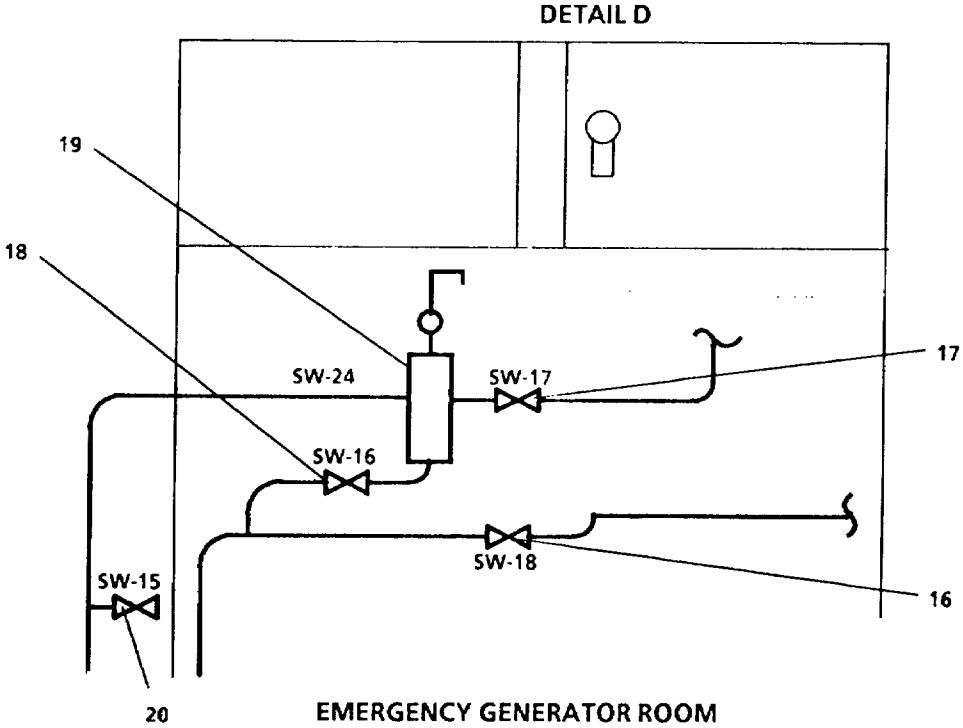 DETAIL D
19
18
SW-24
SW-17
17
SW-16
SW-18
SW-15
16
20
EMERGENCY GENERATOR ROOM